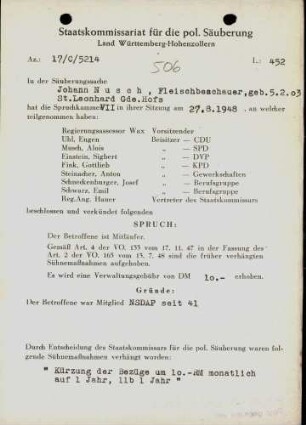 Staatskommissariat für die pol. Säuberung
Land Württemberg-Hohenzollern
Az.: 17/C/5214
506
L: 452
In der Säuberungssache
Johann Nusch, Fleischbeschauer, geb.5.2.03
St.Leonhard Gde.Hofs
hat die Spruchkammer VII in ihrer Sitzung am 27.8.1948, an welcher
teilgenommen haben:
Regierungsassessor Wax Vorsitzender
Uhl, Eugen Beisitzer — CDU
Musch, Alois „ — SPD
Einstein, Sigbert „ — DVP
Fink, Gottlieb „ — KPD
Steinacher, Anton „ — Gewerkschaften
Schneckenburger, Josef „ — Berufsgruppe
Schwarz, Emil „ — Berufsgruppe
Reg.Ang. Hauer Vertreter des Staatskommissars
beschlossen und verkündet folgenden
SPRUCH:
Der Betroffene ist Mitläufer.
Gemäß Art. 4 der VO. 133 vom 17. 11. 47 in der Fassung des
Art. 2 der VO. 165 vom 13. 7. 48 sind die früher verhängten
Sühnemaßnahmen aufgehoben.
Es wird eine Verwaltungsgebühr von DM 10.- erhoben.
Gründe:
Der Betroffene war Mitglied NSDAP seit 41
Durch Entscheidung des Staatskommissars für die pol. Säuberung waren fol-
gende Sühnemaßnahmen verhängt worden:
" Kürzung der Bezüge um 10.-RM monatlich
auf 1 Jahr, 11b 1 Jahr "